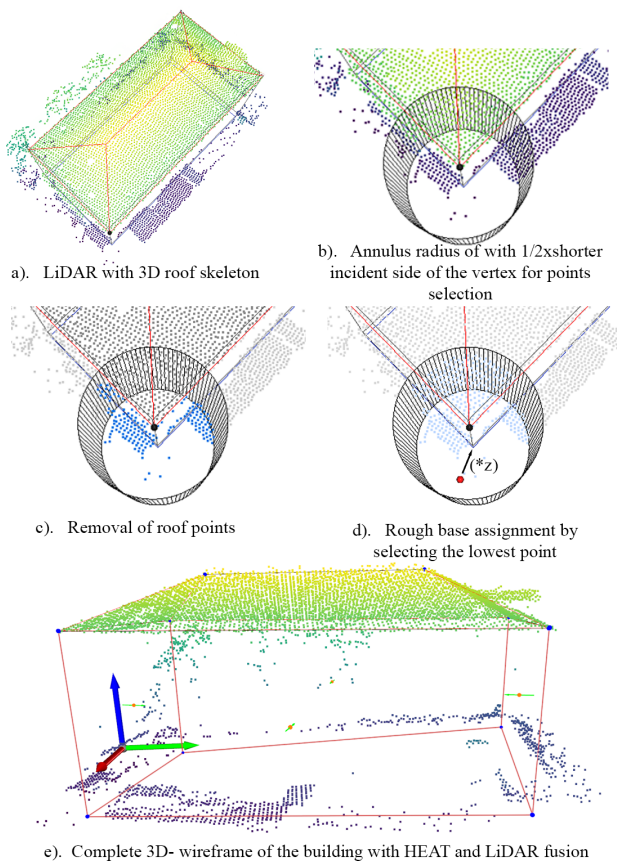 a). LiDAR with 3D roof skeleton
b). Annulus radius of with 1/2xshorter
incident side of the vertex for points
selection
(*z)
c). Removal of roof points
d). Rough base assignment by
selecting the lowest point
e). Complete 3D- wireframe of the building with HEAT and LiDAR fusion